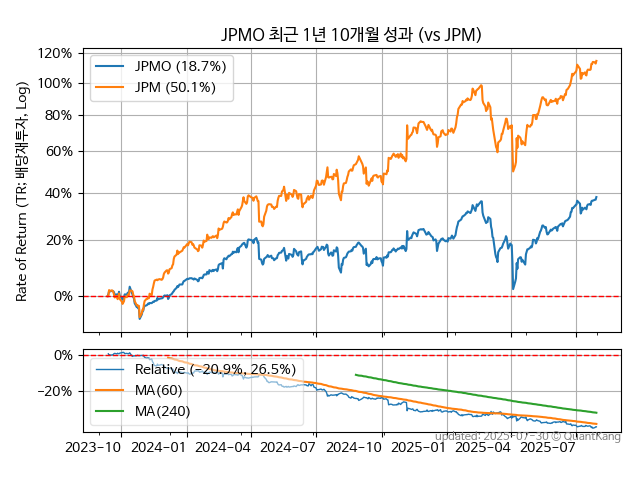 JPMO 최근 1년 10개월 성과 (vs JPM)
Rate of Return (TR: 배당재투자, Log)
120%
100%
80%
60%
40%
20%
0%
JPMO (18.7%)
JPM (50.1%)
0%
−20%
Relative (−20.9%, 26.5%)
MA(60)
MA(240)
2023-10 2024-01 2024-04 2024-07 2024-10 2025-01 2025-04 2025-07
updated: 2025-07-30 © QuantKang